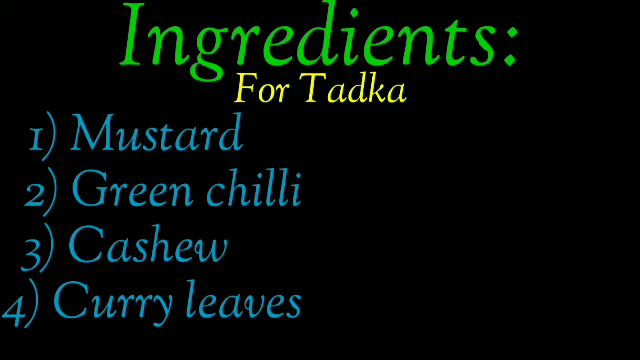 Ingredients:
For Tadka
1) Mustard
2) Green chilli
3) Cashew
4) Curry leaves